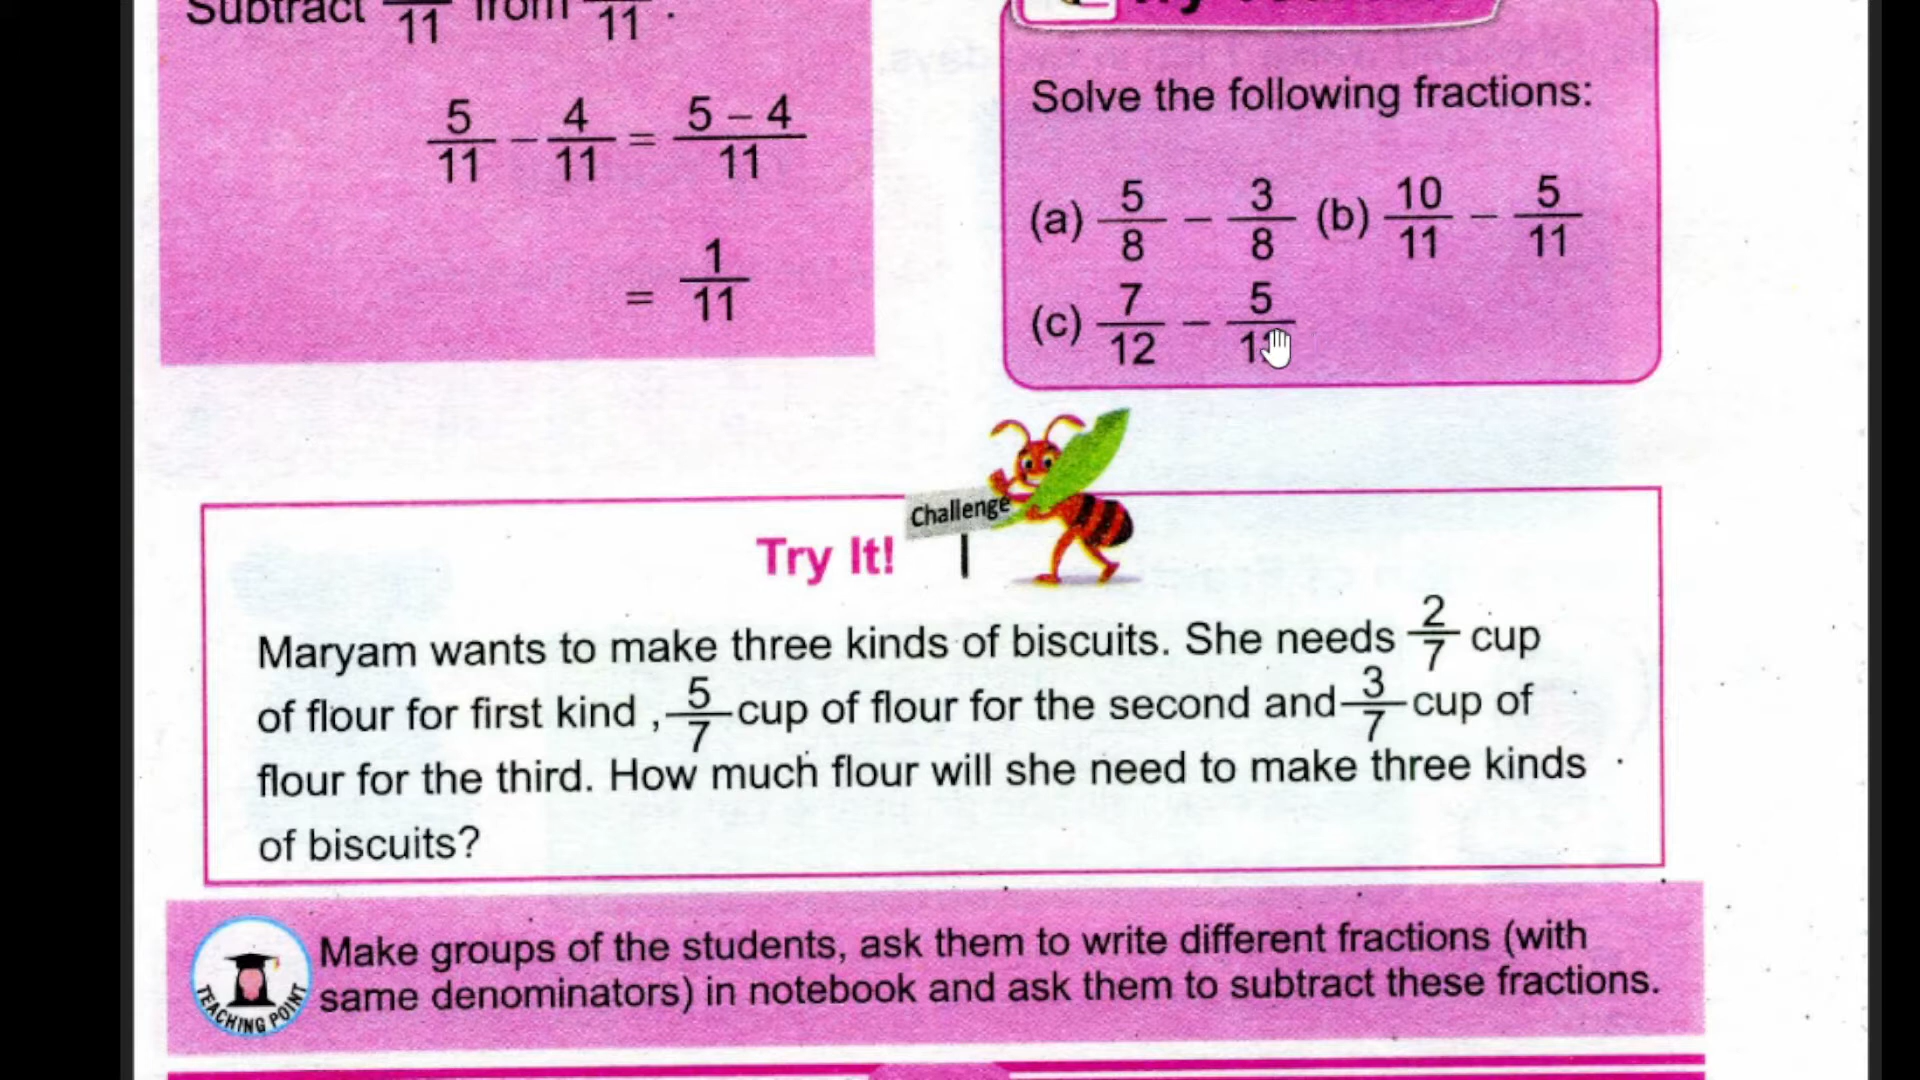 Subtract /11 from /11 .
5/11 – 4/11 = 5 – 4/11
= 1/11
Solve the following fractions:
(a) 5/8 – 3/8 (b) 10/11 – 5/11
(c) 7/12 – 5/
Challenge
Try It!
Maryam wants to make three kinds of biscuits. She needs 2/7 cup
of flour for first kind , 5/7 cup of flour for the second and 3/7 cup of
flour for the third. How much flour will she need to make three kinds
of biscuits?
TEACHING POINT
Make groups of the students, ask them to write different fractions (with
same denominators) in notebook and ask them to subtract these fractions.